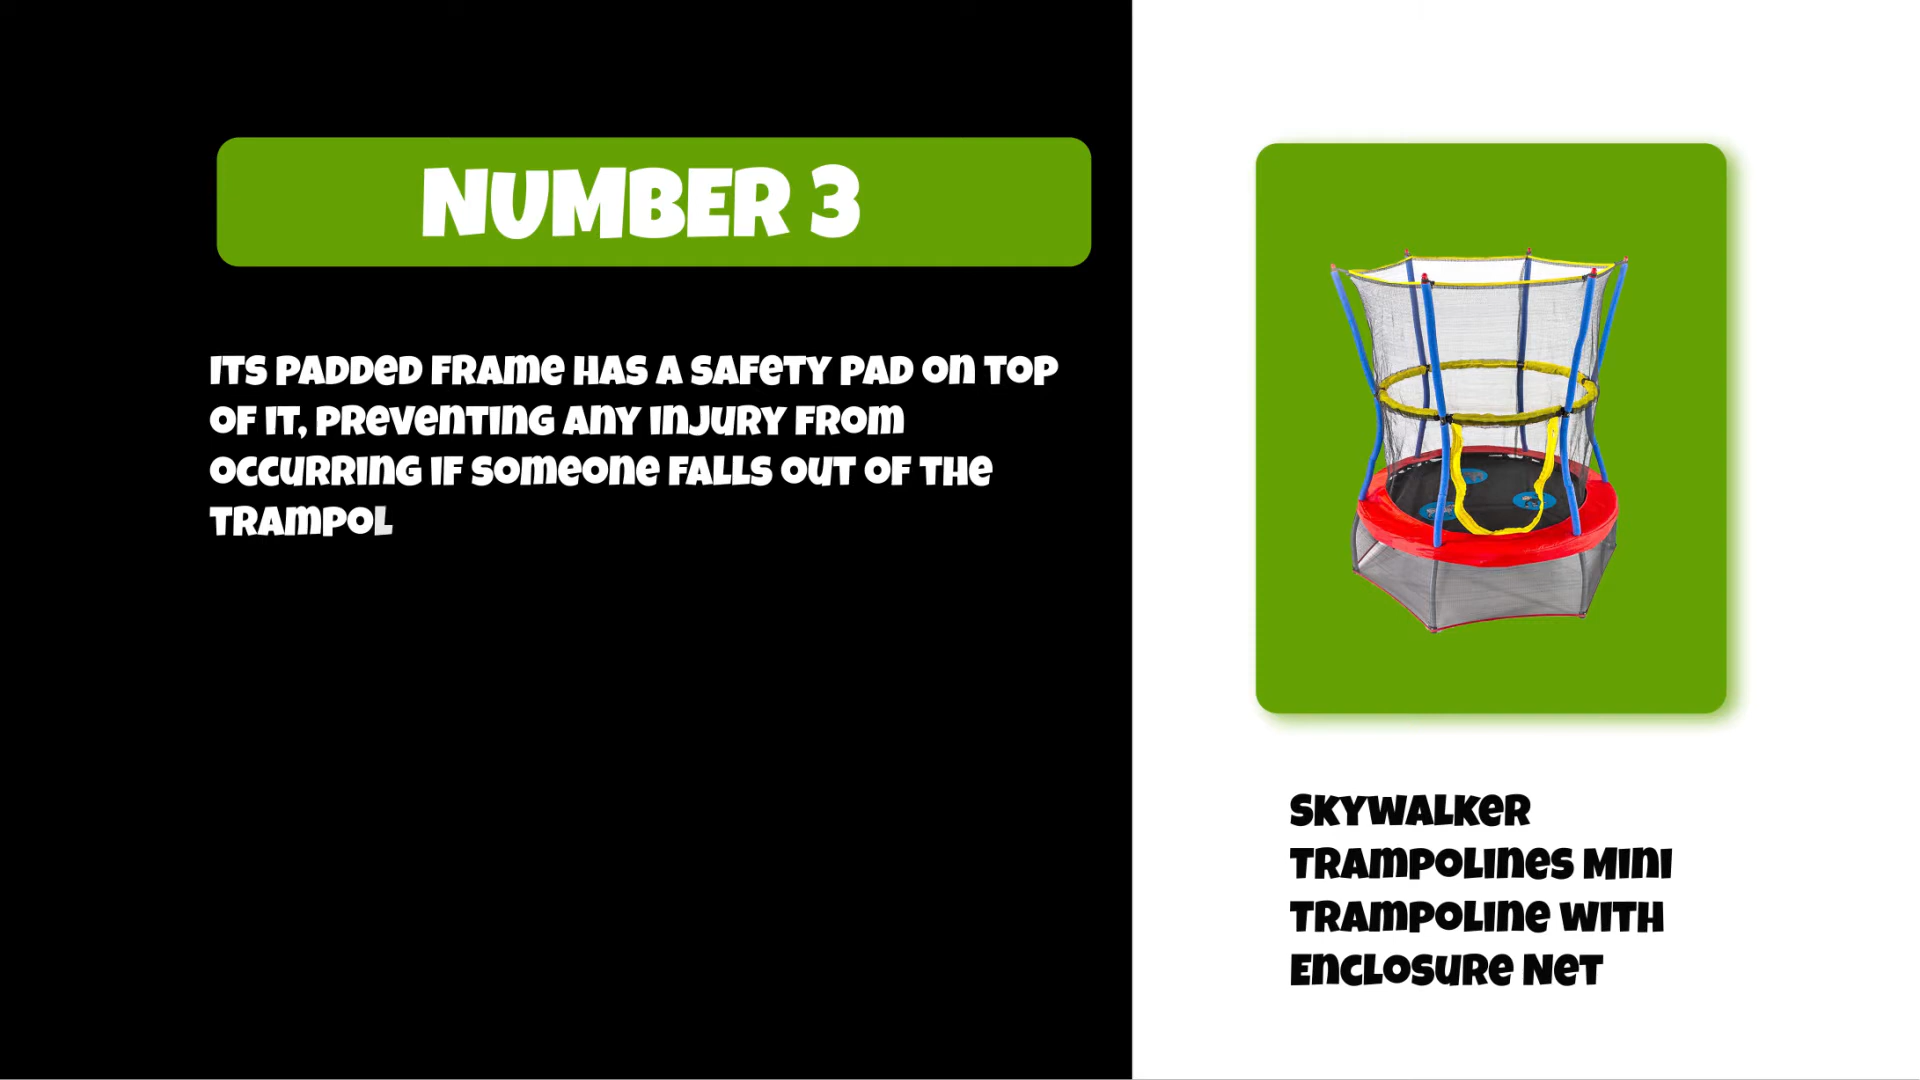 NUMBER 3
Its padded frame has a safety pad on top
of it, preventing any injury from
occurring if someone falls out of the
trampol
Skywalker
Trampolines Mini
Trampoline with
Enclosure Net